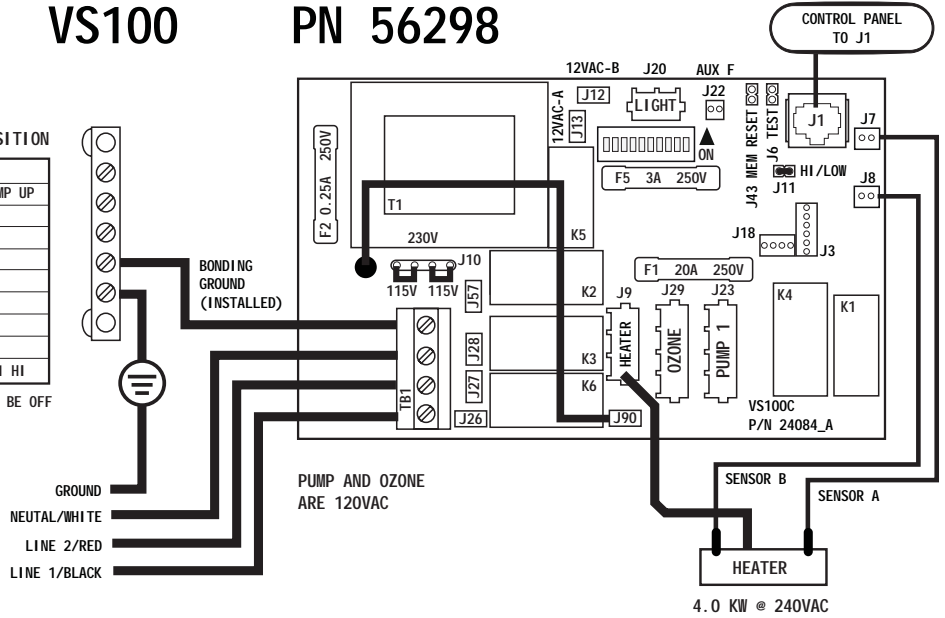 VS100 PN 56298
CONTROL PANEL
TO J1
12VAC-B J20 AUX F
J12
LIGHT
J22
12VAC-A
J13
J43 MEM RESET
J6 TEST
J1
J7
ON
HI/LOW
J11
J8
F2 0.25A 250V
T1
230V
K5
F5 3A 250V
J18
J3
SITION
MP UP
HI
BE OFF
BONDING
GROUND
(INSTALLED)
J10
115V 115V
J57
K2
F1 20A 250V
J9 J29 J23
HEATER
OZONE
PUMP 1
K4
K1
J28
K3
J27
K6
TB1
J26
J90
VS100C
P/N 24084_A
PUMP AND OZONE
ARE 120VAC
GROUND
NEUTAL/WHITE
LINE 2/RED
LINE 1/BLACK
SENSOR B
SENSOR A
HEATER
4.0 KW @ 240VAC